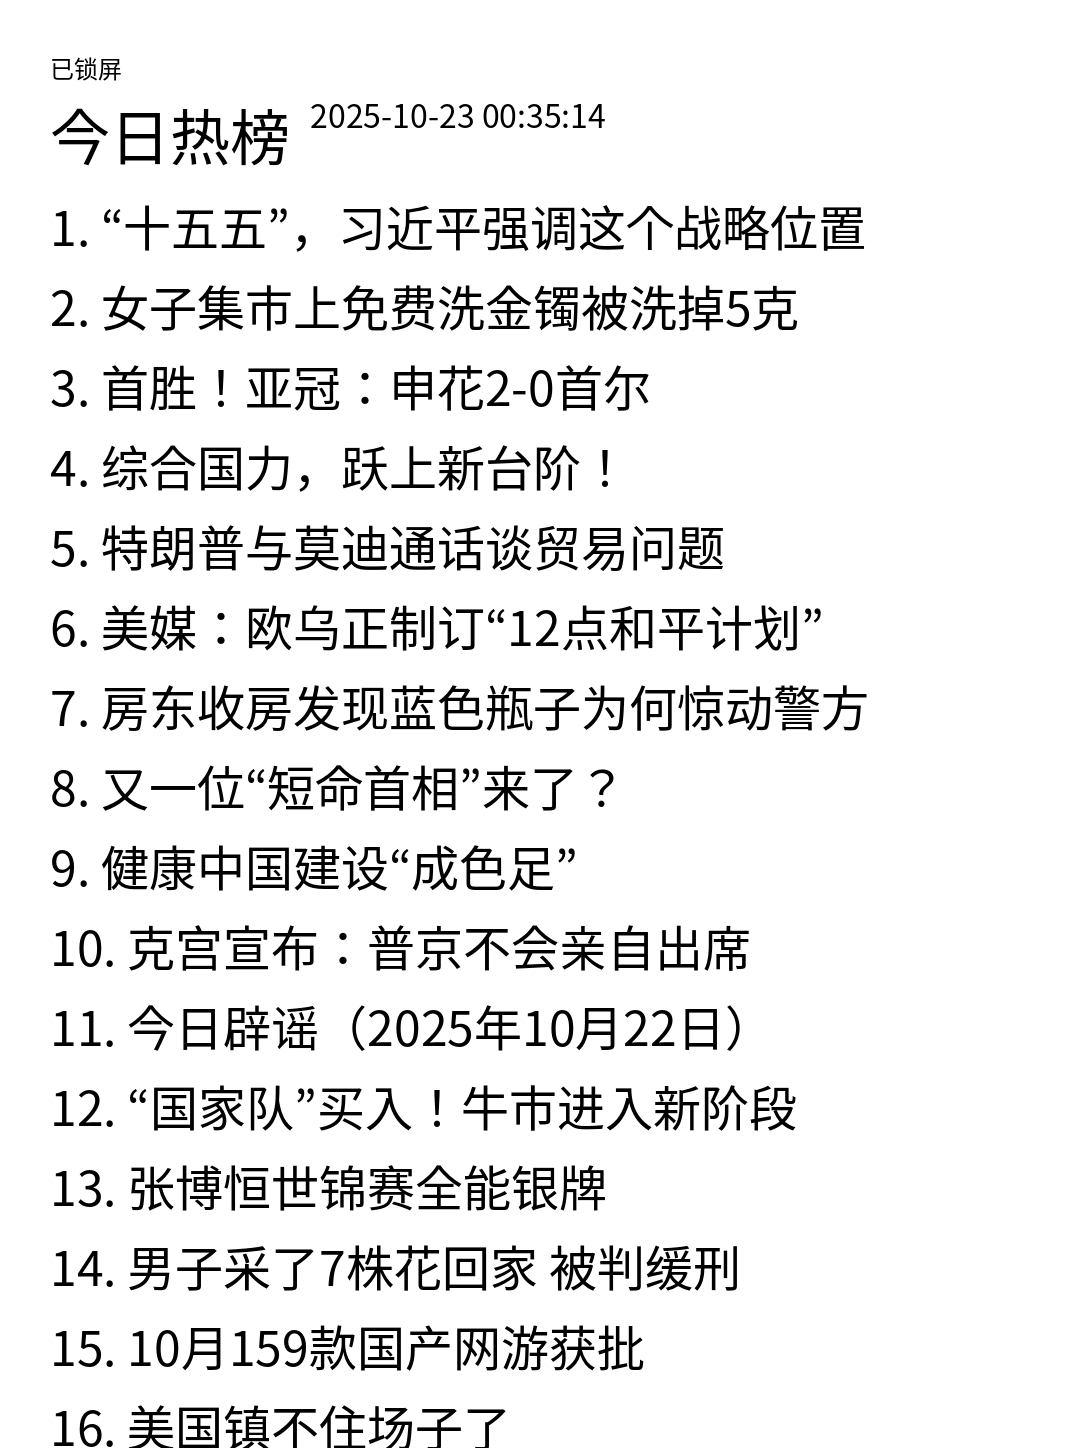 已锁屏
今日热榜 2025-10-23 00:35:14
1. “十五五”，习近平强调这个战略位置
2. 女子集市上免费洗金镯被洗掉5克
3. 首胜！亚冠：申花2-0首尔
4. 综合国力，跃上新台阶！
5. 特朗普与莫迪通话谈贸易问题
6. 美媒：欧乌正制订“12点和平计划”
7. 房东收房发现蓝色瓶子为何惊动警方
8. 又一位“短命首相”来了？
9. 健康中国建设“成色足”
10. 克宫宣布：普京不会亲自出席
11. 今日辟谣（2025年10月22日）
12. “国家队”买入！牛市进入新阶段
13. 张博恒世锦赛全能银牌
14. 男子采了7株花回家 被判缓刑
15. 10月159款国产网游获批
16. 美国镇不住场子了